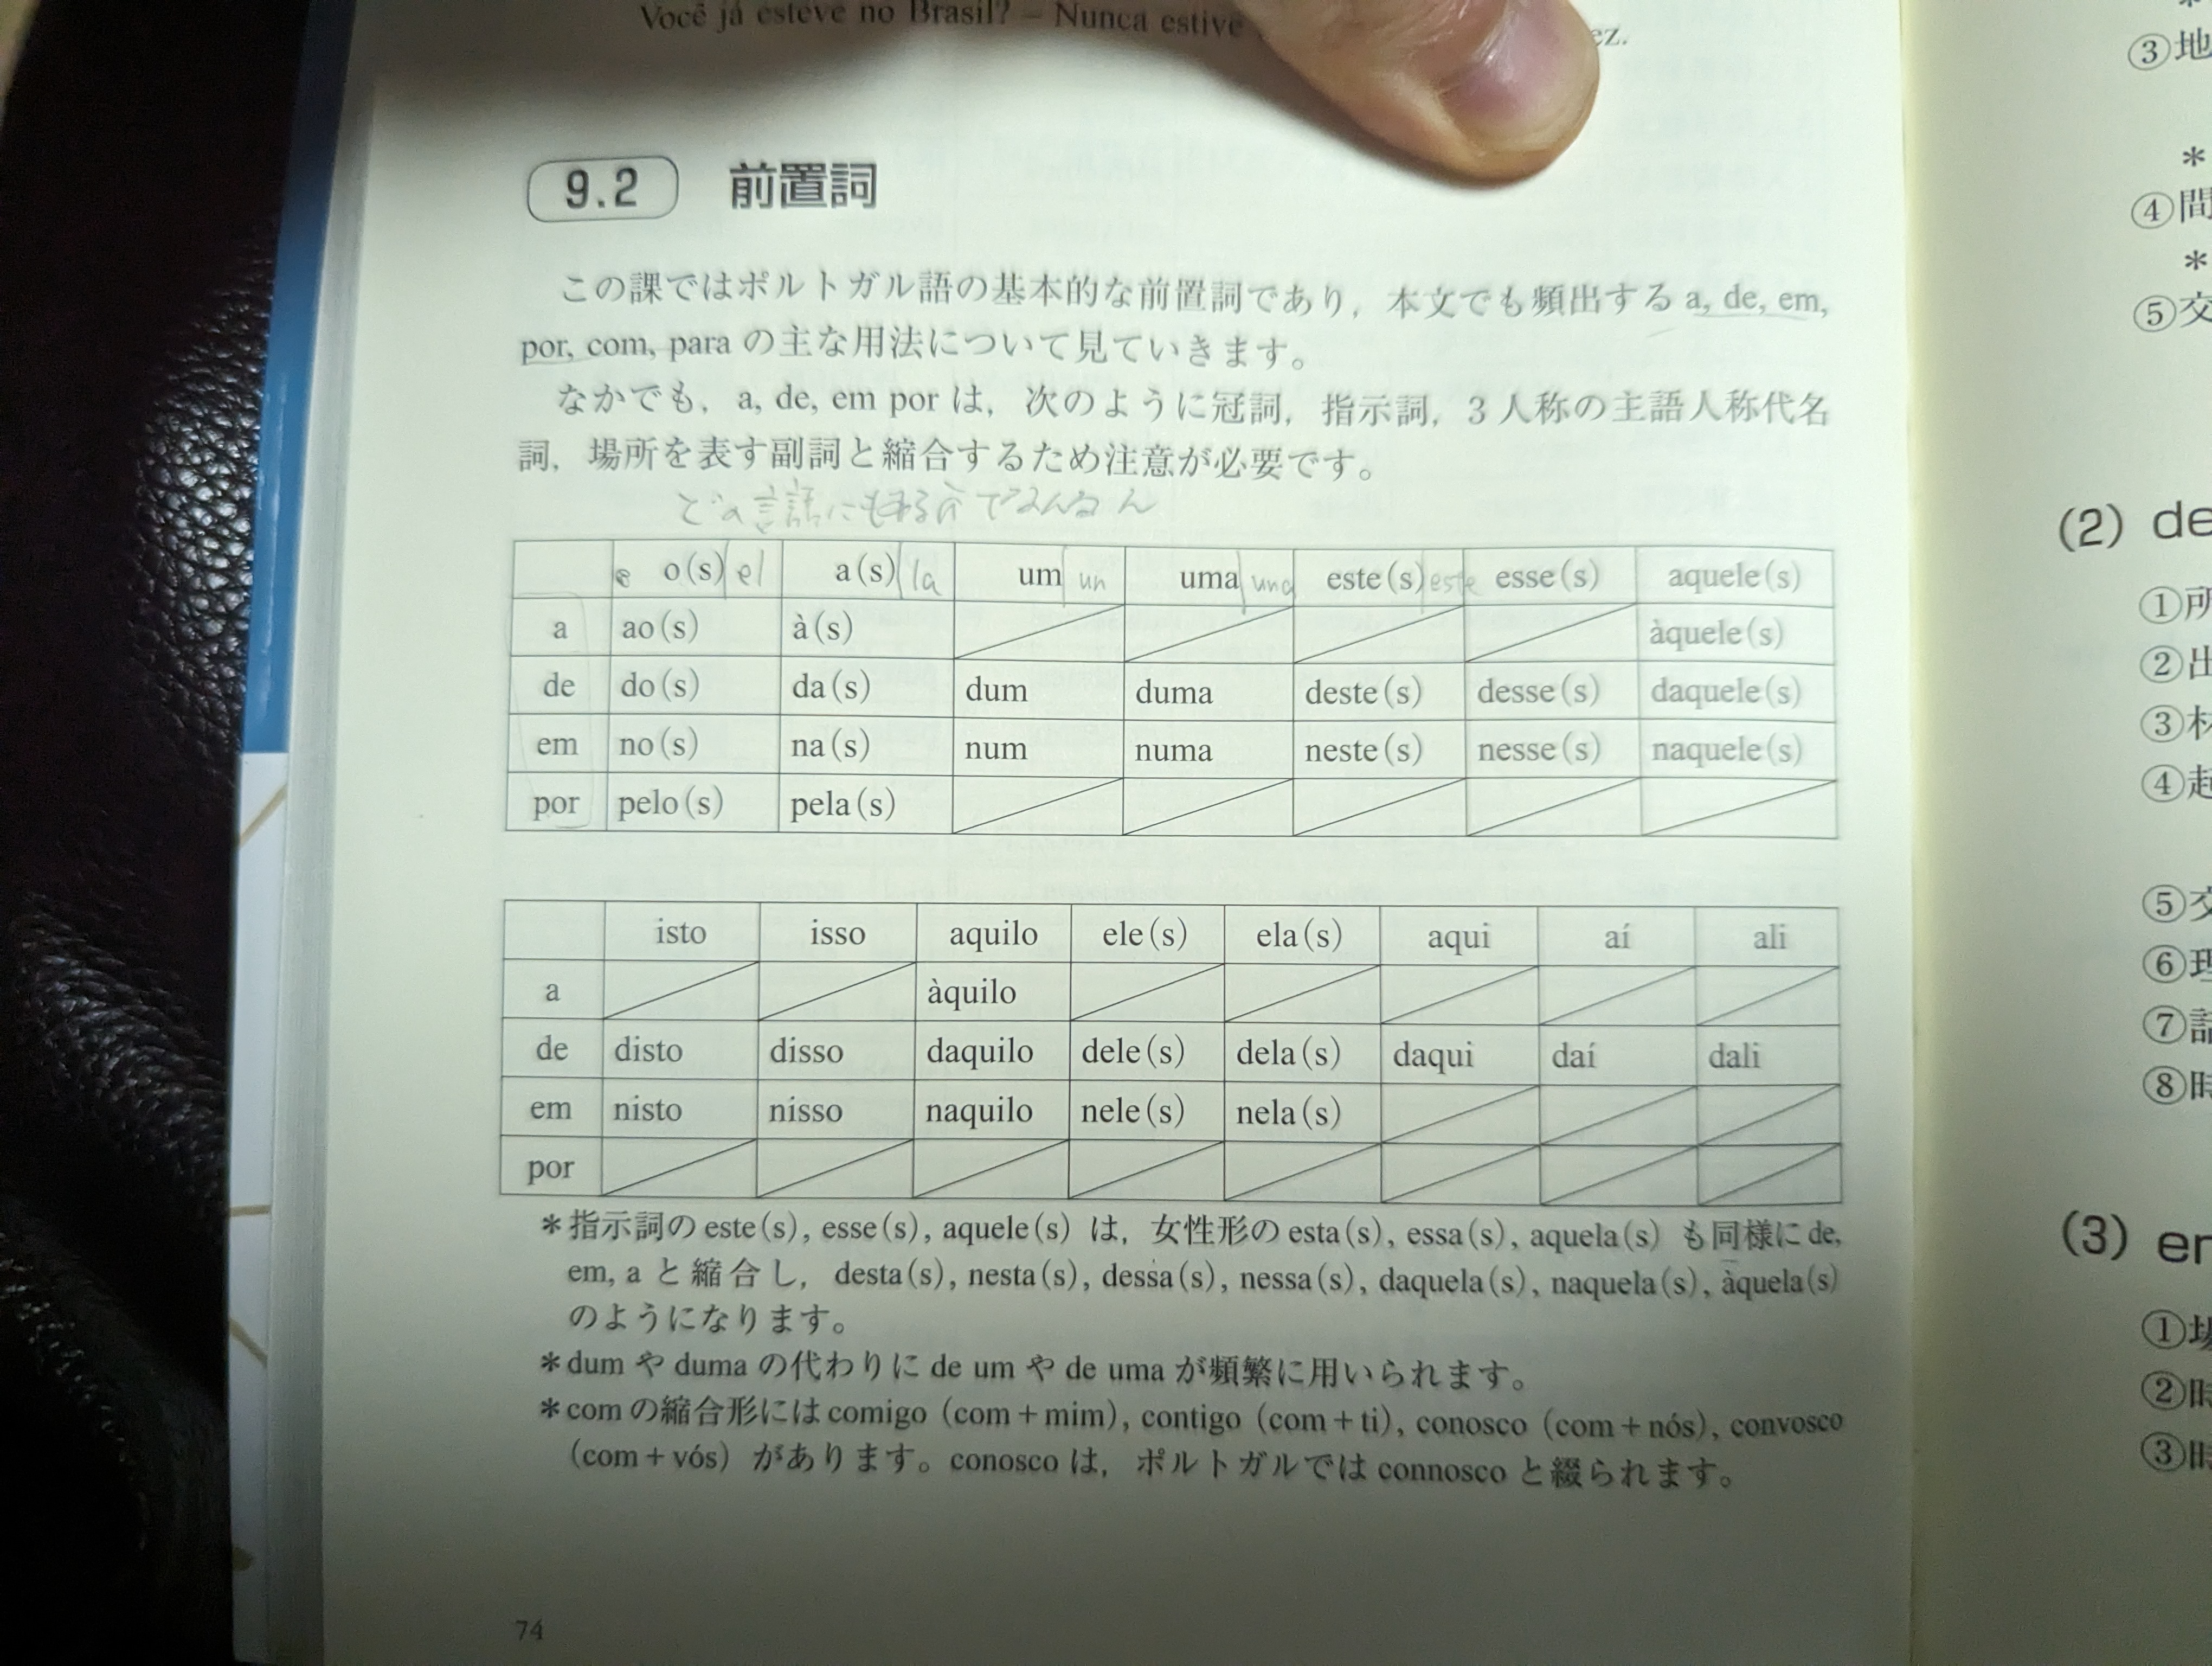 Você já esteve no Brasil? – Nunca estive
ez.
9.2 前置詞
この課ではポルトガル語の基本的な前置詞であり，本文でも頻出する a, de, em,
por, com, para の主な用法について見ていきます。
なかでも，a, de, em por は，次のように冠詞，指示詞，3 人称の主語人称代名
詞，場所を表す副詞と縮合するため注意が必要です。
o(s) el a(s) la um un uma una este(s) este esse(s) aquele(s)
a ao(s) à(s) àquele(s)
de do(s) da(s) dum duma deste(s) desse(s) daquele(s)
em no(s) na(s) num numa neste(s) nesse(s) naquele(s)
por pelo(s) pela(s)
isto isso aquilo ele(s) ela(s) aqui aí ali
a àquilo
de disto disso daquilo dele(s) dela(s) daqui daí dali
em nisto nisso naquilo nele(s) nela(s)
por
＊指示詞の este(s), esse(s), aquele(s) は，女性形の esta(s), essa(s), aquela(s) も同様に de,
em, a と縮合し，desta(s), nesta(s), dessa(s), nessa(s), daquela(s), naquela(s), àquela(s)
のようになります。
＊dum や duma の代わりに de um や de uma が頻繁に用いられます。
＊com の縮合形には comigo (com＋mim), contigo (com＋ti), conosco (com＋nós), convosco
(com＋vós) があります。conosco は，ポルトガルでは connosco と綴られます。
74
＊
③地
＊
④間
＊
⑤交
(2) de
①所
②出
③材
④起
⑤交
⑥理
⑦話
⑧時
(3)
①場
②時
③時